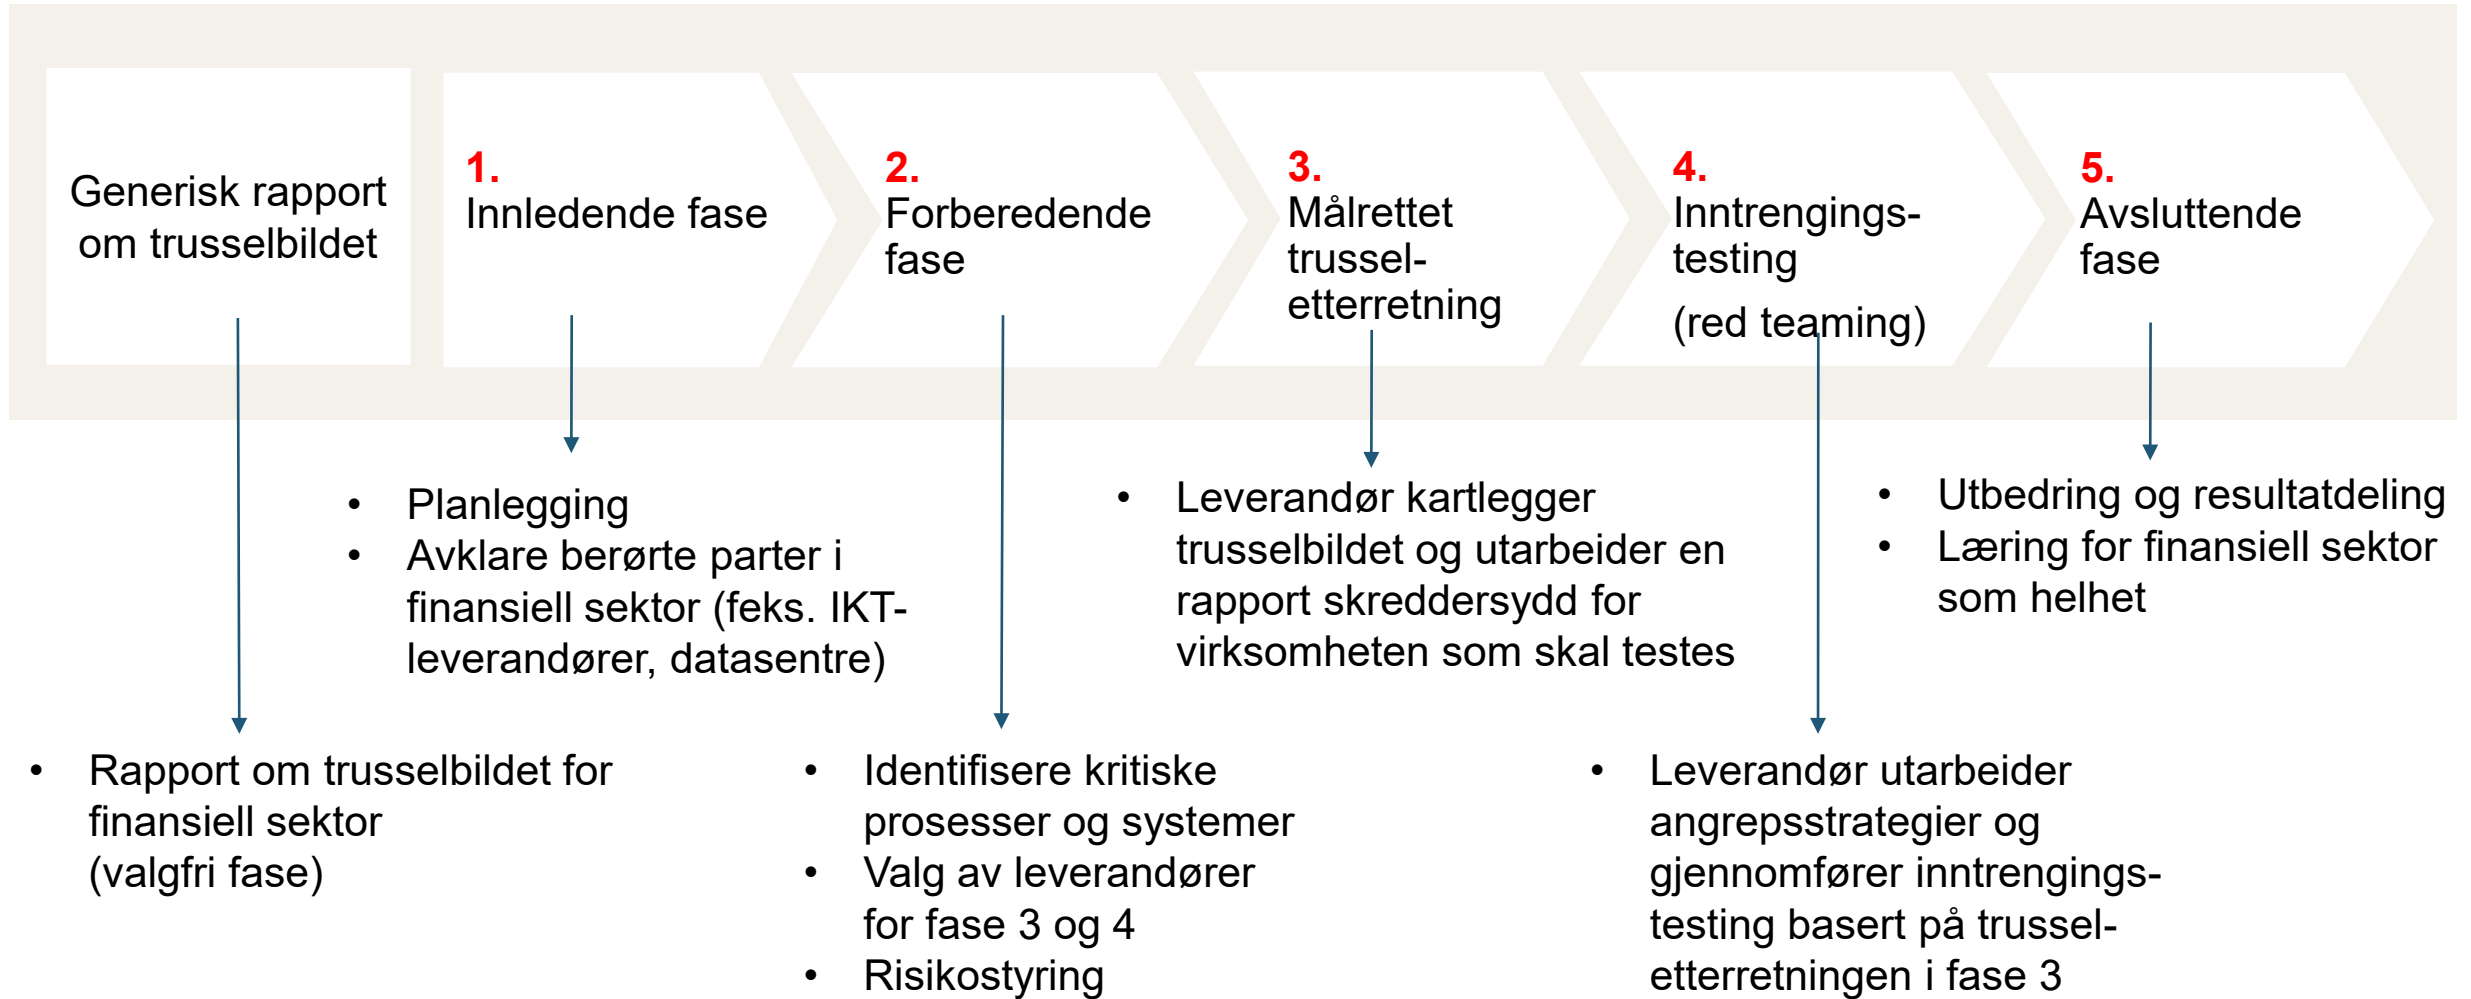 Generisk rapport
om trusselbildet
1.
Innledende fase
2.
Forberedende
fase
3.
Målrettet
trussel-
etterretning
4.
Inntrengings-
testing
(red teaming)
5.
Avsluttende
fase
• Rapport om trusselbildet for
finansiell sektor
(valgfri fase)
• Planlegging
• Avklare berørte parter i
finansiell sektor (feks. IKT-
leverandører, datasentre)
• Identifisere kritiske
prosesser og systemer
• Valg av leverandører
for fase 3 og 4
• Risikostyring
• Leverandør kartlegger
trusselbildet og utarbeider en
rapport skreddersydd for
virksomheten som skal testes
• Leverandør utarbeider
angrepsstrategier og
gjennomfører inntrengings-
testing basert på trussel-
etterretningen i fase 3
• Utbedring og resultatdeling
• Læring for finansiell sektor
som helhet